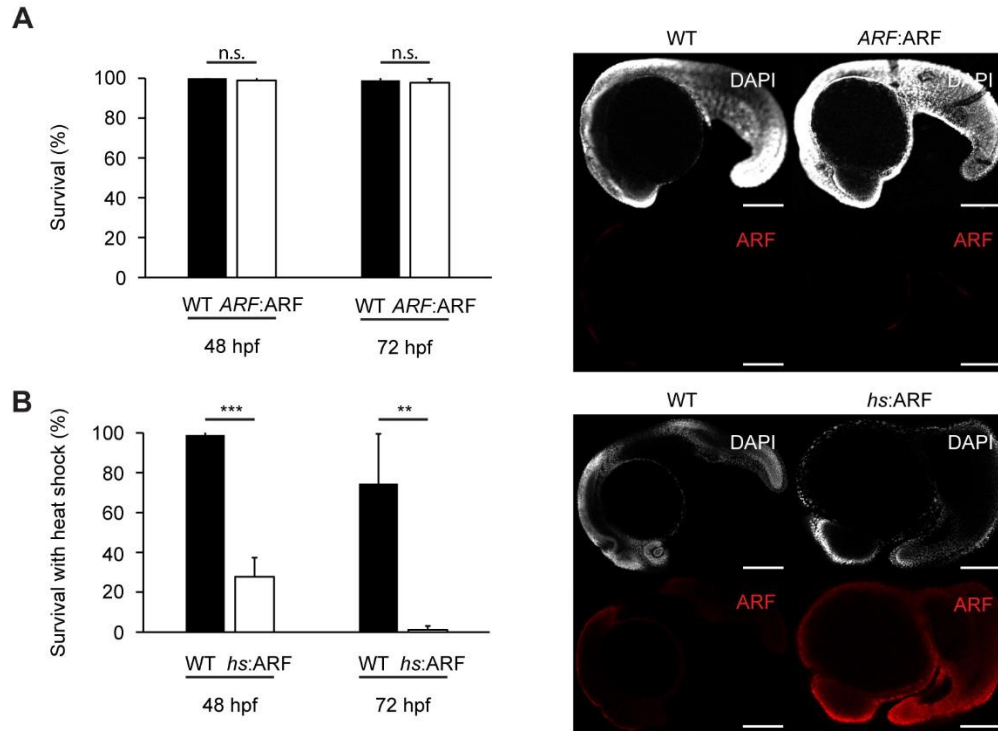 A
Survival (%)
100
80
60
40
20
0
n.s.
n.s.
WT ARF:ARF
WT ARF:ARF
48 hpf
72 hpf
WT
ARF:ARF
DAPI
DAPI
ARF
ARF
B
Survival with heat shock (%)
100
80
60
40
20
0
***
**
WT hs:ARF
WT hs:ARF
48 hpf
72 hpf
WT
hs:ARF
DAPI
DAPI
ARF
ARF